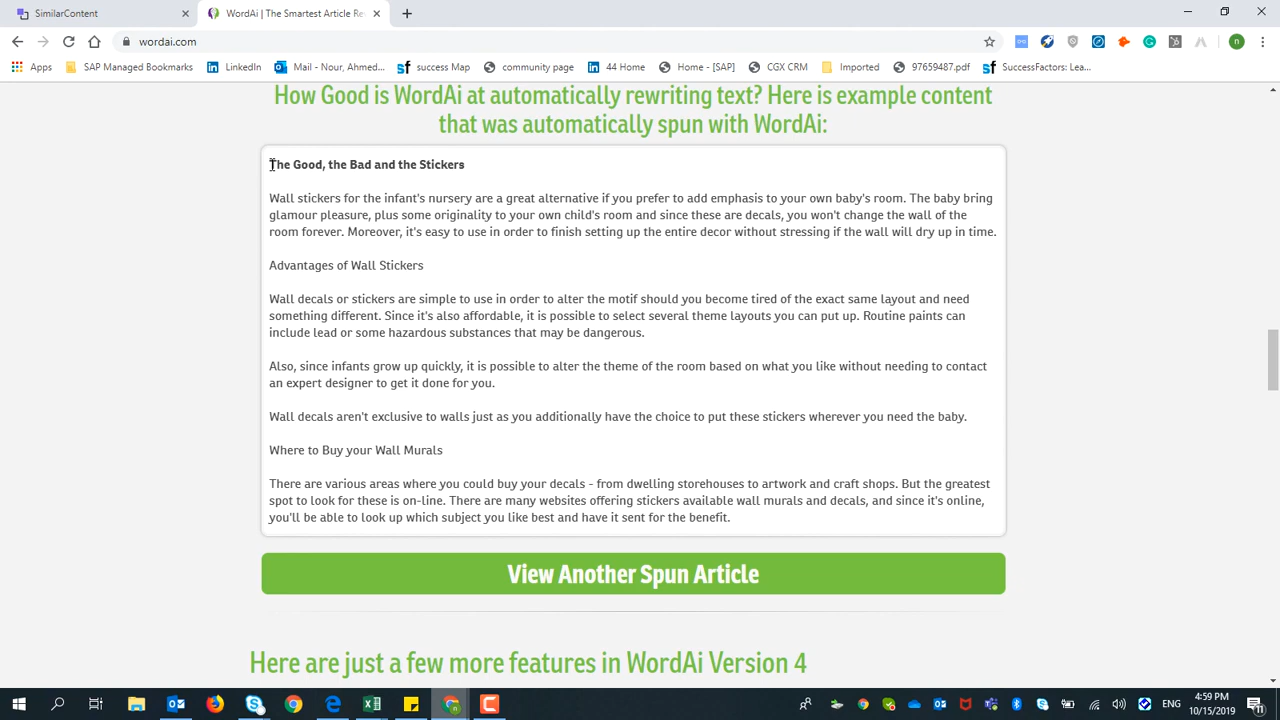 SimilarContent
WordAi | The Smartest Article Re
wordai.com
n
Apps
SAP Managed Bookmarks
LinkedIn
Mail - Nour, Ahmed...
success Map
community page
44 Home
Home - [SAP]
CGX CRM
Imported
97659487.pdf
SuccessFactors: Lea...
How Good is WordAi at automatically rewriting text? Here is example content
that was automatically spun with WordAi:
The Good, the Bad and the Stickers
Wall stickers for the infant's nursery are a great alternative if you prefer to add emphasis to your own baby's room. The baby bring
glamour pleasure, plus some originality to your own child's room and since these are decals, you won't change the wall of the
room forever. Moreover, it's easy to use in order to finish setting up the entire decor without stressing if the wall will dry up in time.
Advantages of Wall Stickers
Wall decals or stickers are simple to use in order to alter the motif should you become tired of the exact same layout and need
something different. Since it's also affordable, it is possible to select several theme layouts you can put up. Routine paints can
include lead or some hazardous substances that may be dangerous.
Also, since infants grow up quickly, it is possible to alter the theme of the room based on what you like without needing to contact
an expert designer to get it done for you.
Wall decals aren't exclusive to walls just as you additionally have the choice to put these stickers wherever you need the baby.
Where to Buy your Wall Murals
There are various areas where you could buy your decals - from dwelling storehouses to artwork and craft shops. But the greatest
spot to look for these is on-line. There are many websites offering stickers available wall murals and decals, and since it's online,
you'll be able to look up which subject you like best and have it sent for the benefit.
View Another Spun Article
Here are just a few more features in WordAi Version 4
ENG
4:59 PM
10/15/2019